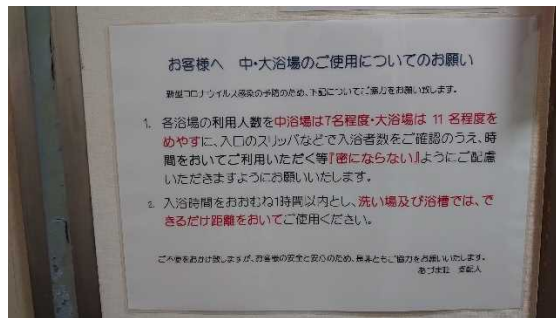 お客様へ 中・大浴場のご使用についてのお願い
新型コロナウイルス感染の予防のため、下記についてご協力をお願い致します。
1. 各浴場の利用人数を中浴場は7名程度・大浴場は 11 名程度を
めやすに、入口のスリッパなどで入浴者数をご確認のうえ、時
間をおいてご利用いただく等『密にならない』ようにご配慮
いただきますようにお願いいたします。
2. 入浴時間をおおむね1時間以内とし、洗い場及び浴槽では、で
きるだけ距離をおいてご使用ください。
ご不便をおかけ致しますが、お客様の安全と安心のため、ご協力をお願いいたします。
支配人